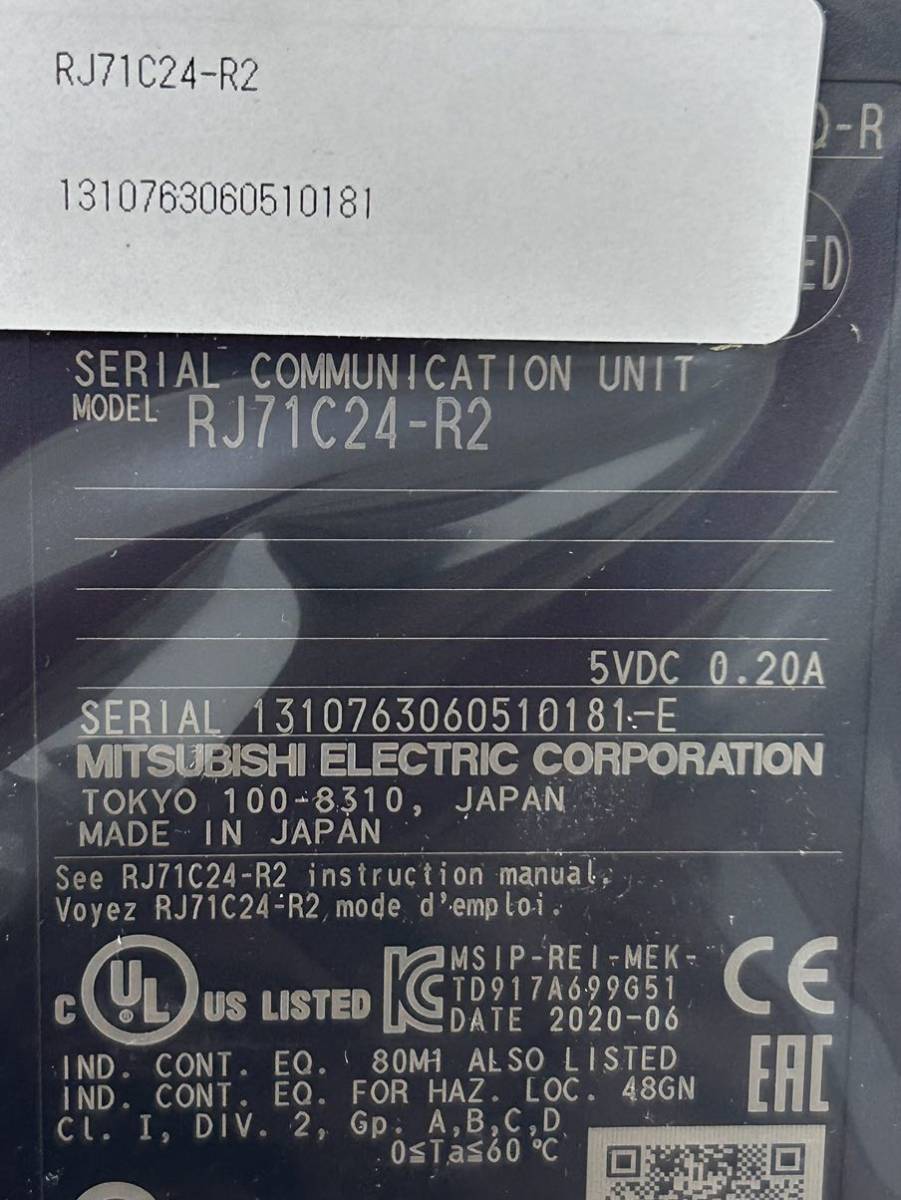 RJ71C24-R2
1310763060510181
Q-R
ED
SERIAL COMMUNICATION UNIT
MODEL RJ71C24-R2
5VDC 0.20A
SERIAL 1310763060510181-E
MITSUBISHI ELECTRIC CORPORATION
TOKYO 100-8310, JAPAN
MADE IN JAPAN
See RJ71C24-R2 instruction manual.
Voyez RJ71C24-R2 mode d'emploi.
C UL US LISTED
KC MSIP-REI-MEK-
TD917A699G51
DATE 2020-06
CE
IND. CONT. EQ. 80M1 ALSO LISTED
IND. CONT. EQ. FOR HAZ. LOC. 48GN
Cl. I, DIV. 2, Gp. A,B,C,D
0≤Ta≤60 ℃
EAC